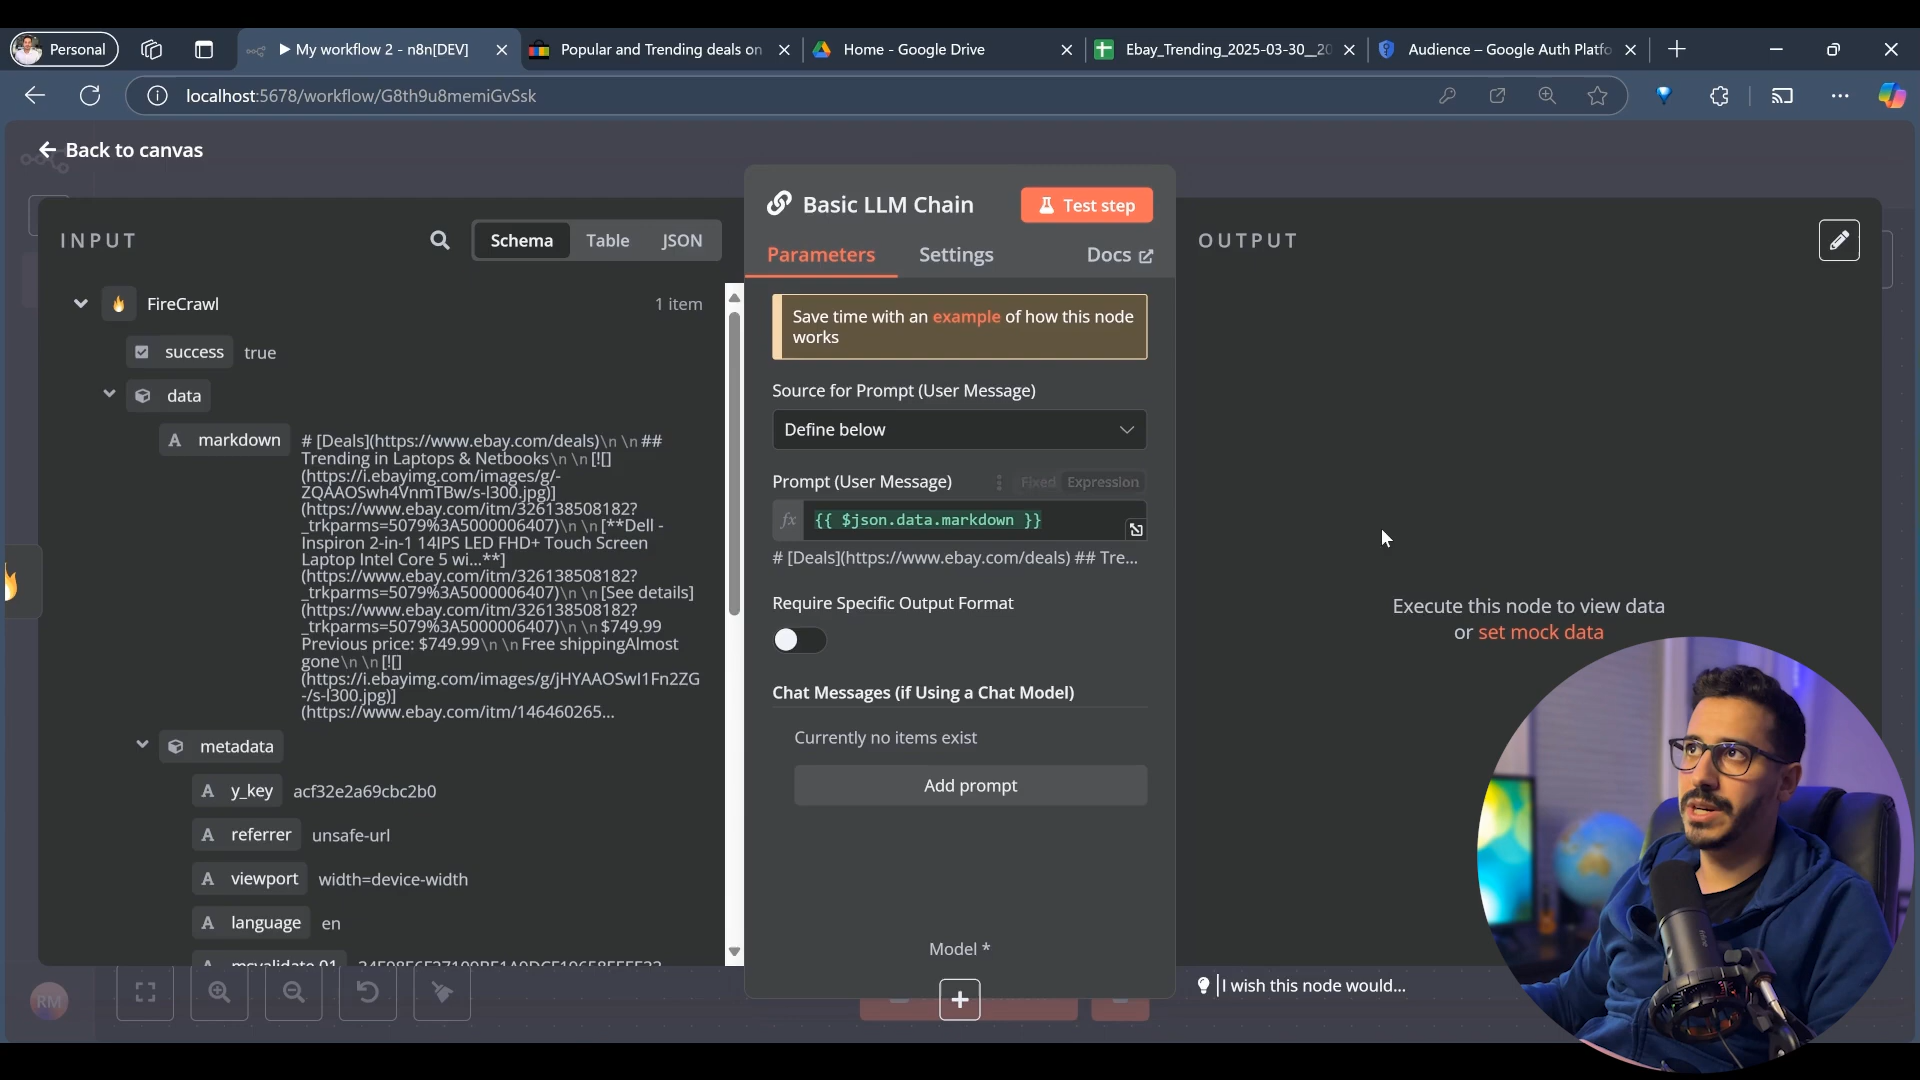 Personal
My workflow 2 - n8n[DEV]
Popular and Trending deals on
Home - Google Drive
Ebay_Trending_2025-03-30__20
Audience – Google Auth Platfo
localhost:5678/workflow/G8th9u8memiGvSsk
Back to canvas
INPUT
Schema
Table
JSON
FireCrawl
1 item
success
true
data
markdown
# [Deals](https://www.ebay.com/deals)\n \n ##
Trending in Laptops & Netbooks\n \n [![]
(https://i.ebayimg.com/images/g/-
ZQAAOSwh4VnmTBw/s-l300.jpg)]
(https://www.ebay.com/itm/326138508182?
_trkparms=5079%3A5000006407)\n \n [**Dell -
Inspiron 2-in-1 14IPS LED FHD+ Touch Screen
Laptop Intel Core 5 wi...**]
(https://www.ebay.com/itm/326138508182?
_trkparms=5079%3A5000006407)\n \n [See details]
(https://www.ebay.com/itm/326138508182?
_trkparms=5079%3A5000006407)\n \n $749.99
Previous price: $749.99\n \n Free shippingAlmost
gone\n \n [![]
(https://i.ebayimg.com/images/g/jHYAAOSwI1Fn2ZG
-/s-l300.jpg)]
(https://www.ebay.com/itm/146460265...
metadata
y_key
acf32e2a69cbc2b0
referrer
unsafe-url
viewport
width=device-width
language
en
Basic LLM Chain
Test step
Parameters
Settings
Docs
Save time with an example of how this node
works
Source for Prompt (User Message)
Define below
Prompt (User Message)
Fixed
Expression
fx
{{ $json.data.markdown }}
# [Deals](https://www.ebay.com/deals) ## Tre...
Require Specific Output Format
Chat Messages (if Using a Chat Model)
Currently no items exist
Add prompt
Model *
OUTPUT
Execute this node to view data
or set mock data
I wish this node would...
RM